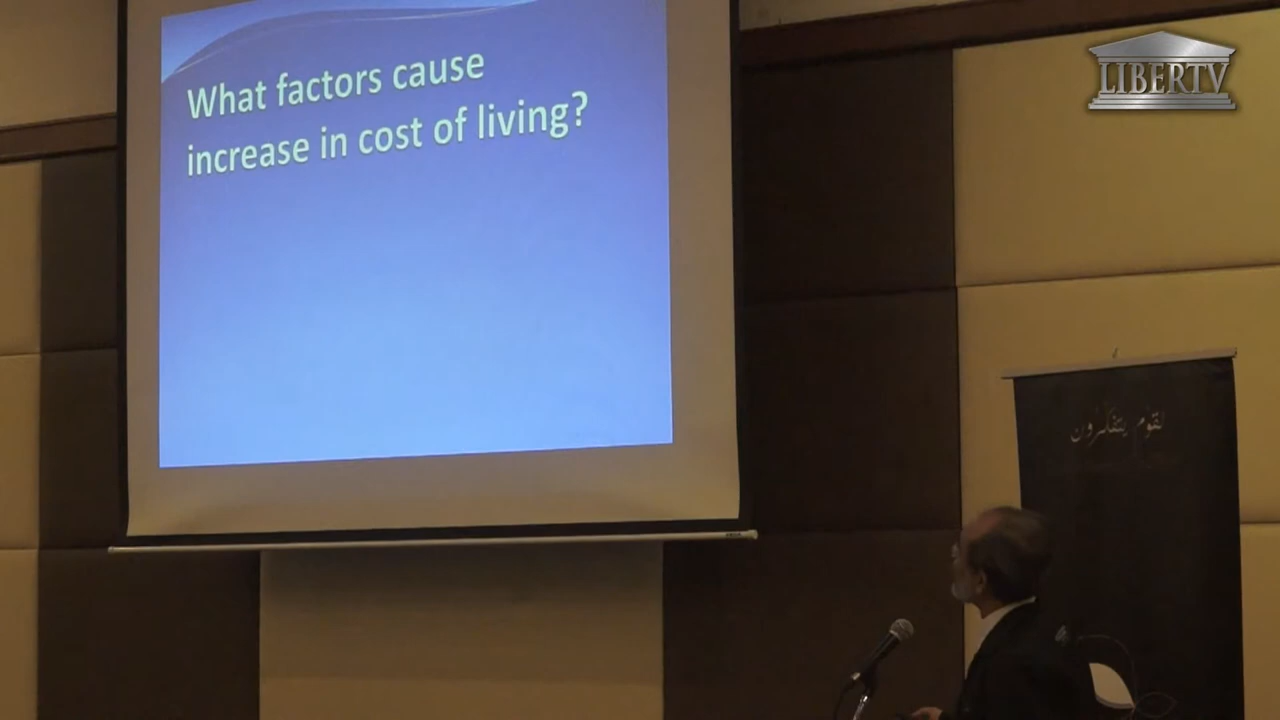 What factors cause
increase in cost of living?
LIBERTV
لقوم يتفكرون